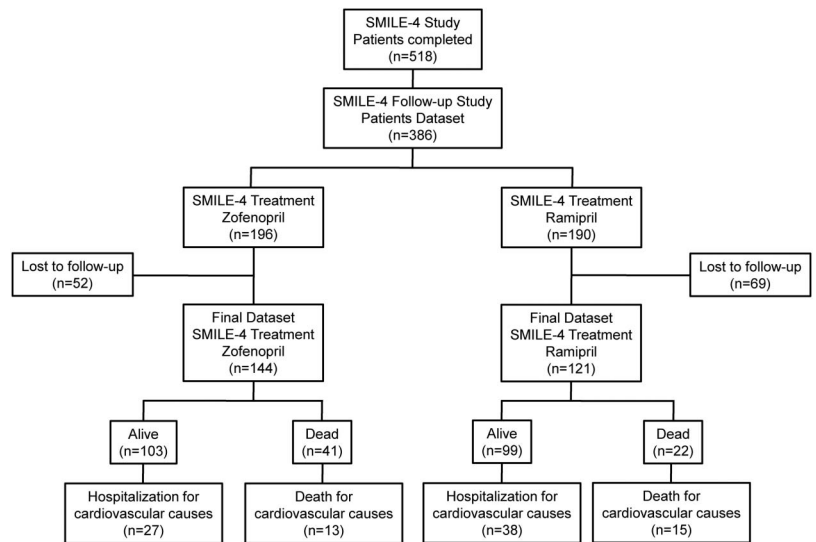 SMILE-4 Study
Patients completed
(n=518)
SMILE-4 Follow-up Study
Patients Dataset
(n=386)
SMILE-4 Treatment
Zofenopril
(n=196)
SMILE-4 Treatment
Ramipril
(n=190)
Lost to follow-up
(n=52)
Lost to follow-up
(n=69)
Final Dataset
SMILE-4 Treatment
Zofenopril
(n=144)
Final Dataset
SMILE-4 Treatment
Ramipril
(n=121)
Alive
(n=103)
Dead
(n=41)
Alive
(n=99)
Dead
(n=22)
Hospitalization for
cardiovascular causes
(n=27)
Death for
cardiovascular causes
(n=13)
Hospitalization for
cardiovascular causes
(n=38)
Death for
cardiovascular causes
(n=15)